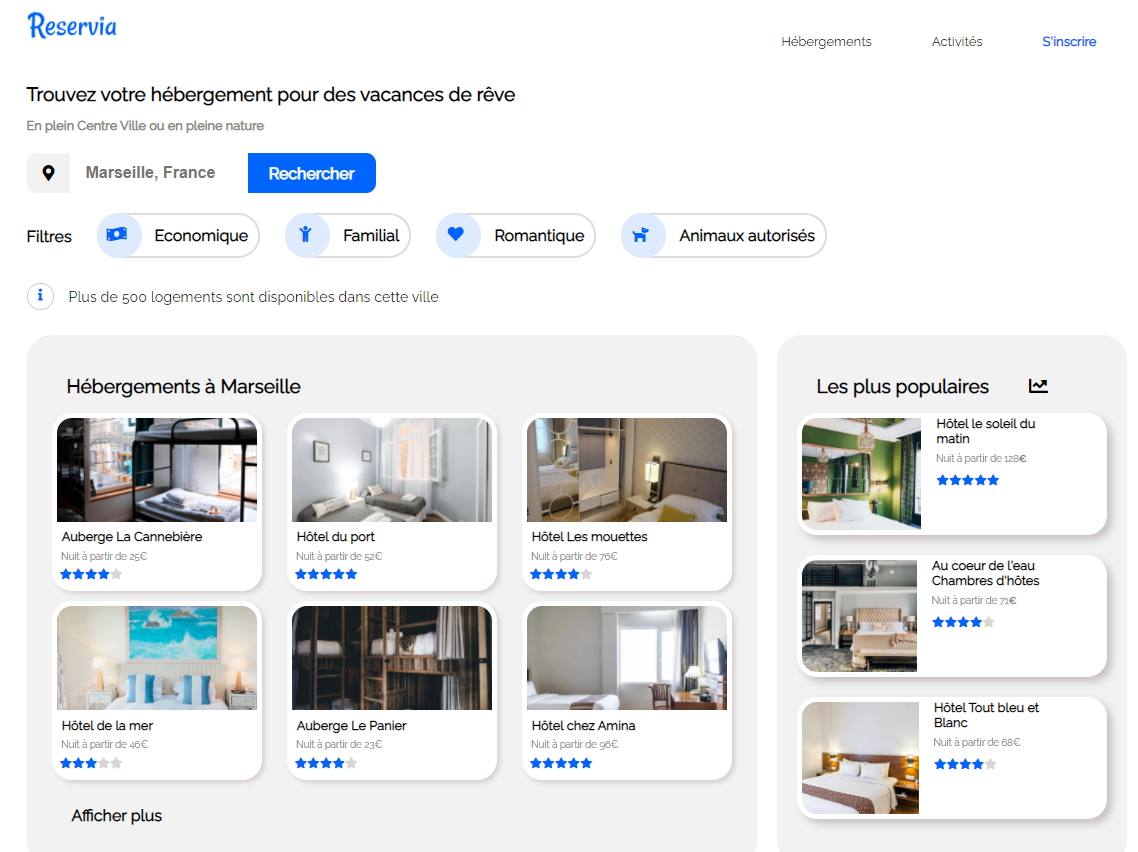 Reservia
Hébergements
Activités
S'inscrire
Trouvez votre hébergement pour des vacances de rêve
En plein Centre Ville ou en pleine nature
Marseille, France
Rechercher
Filtres
Economique
Familial
Romantique
Animaux autorisés
Plus de 500 logements sont disponibles dans cette ville
Hébergements à Marseille
Auberge La Cannebière
Nuit à partir de 25€
Hôtel du port
Nuit à partir de 52€
Hôtel Les mouettes
Nuit à partir de 76€
Hôtel de la mer
Nuit à partir de 46€
Auberge Le Panier
Nuit à partir de 23€
Hôtel chez Amina
Nuit à partir de 96€
Afficher plus
Les plus populaires
Hôtel le soleil du
matin
Nuit à partir de 128€
Au coeur de l'eau
Chambres d'hôtes
Nuit à partir de 71€
Hôtel Tout bleu et
Blanc
Nuit à partir de 68€